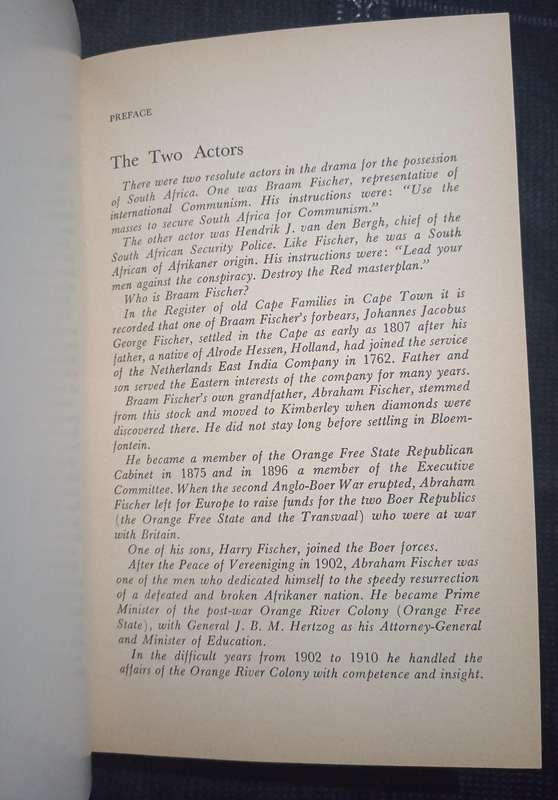 PREFACE
The Two Actors
There were two resolute actors in the drama for the possession
of South Africa. One was Braam Fischer, representative of
international Communism. His instructions were: “Use the
masses to secure South Africa for Communism.”
The other actor was Hendrik J. van den Bergh, chief of the
South African Security Police. Like Fischer, he was a South
African of Afrikaner origin. His instructions were: “Lead your
men against the conspiracy. Destroy the Red masterplan.”
Who is Braam Fischer?
In the Register of old Cape Families in Cape Town it is
recorded that one of Braam Fischer's forbears, Johannes Jacobus
George Fischer, settled in the Cape as early as 1807 after his
father, a native of Alrode Hessen, Holland, had joined the service
of the Netherlands East India Company in 1762. Father and
son served the Eastern interests of the company for many years.
Braam Fischer's own grandfather, Abraham Fischer, stemmed
from this stock and moved to Kimberley when diamonds were
discovered there. He did not stay long before settling in Bloem-
fontein.
He became a member of the Orange Free State Republican
Cabinet in 1875 and in 1896 a member of the Executive
Committee. When the second Anglo-Boer War erupted, Abraham
Fischer left for Europe to raise funds for the two Boer Republics
(the Orange Free State and the Transvaal) who were at war
with Britain.
One of his sons, Harry Fischer, joined the Boer forces.
After the Peace of Vereeniging in 1902, Abraham Fischer was
one of the men who dedicated himself to the speedy resurrection
of a defeated and broken Afrikaner nation. He became Prime
Minister of the post-war Orange River Colony (Orange Free
State), with General J. B. M. Hertzog as his Attorney-General
and Minister of Education.
In the difficult years from 1902 to 1910 he handled the
affairs of the Orange River Colony with competence and insight.